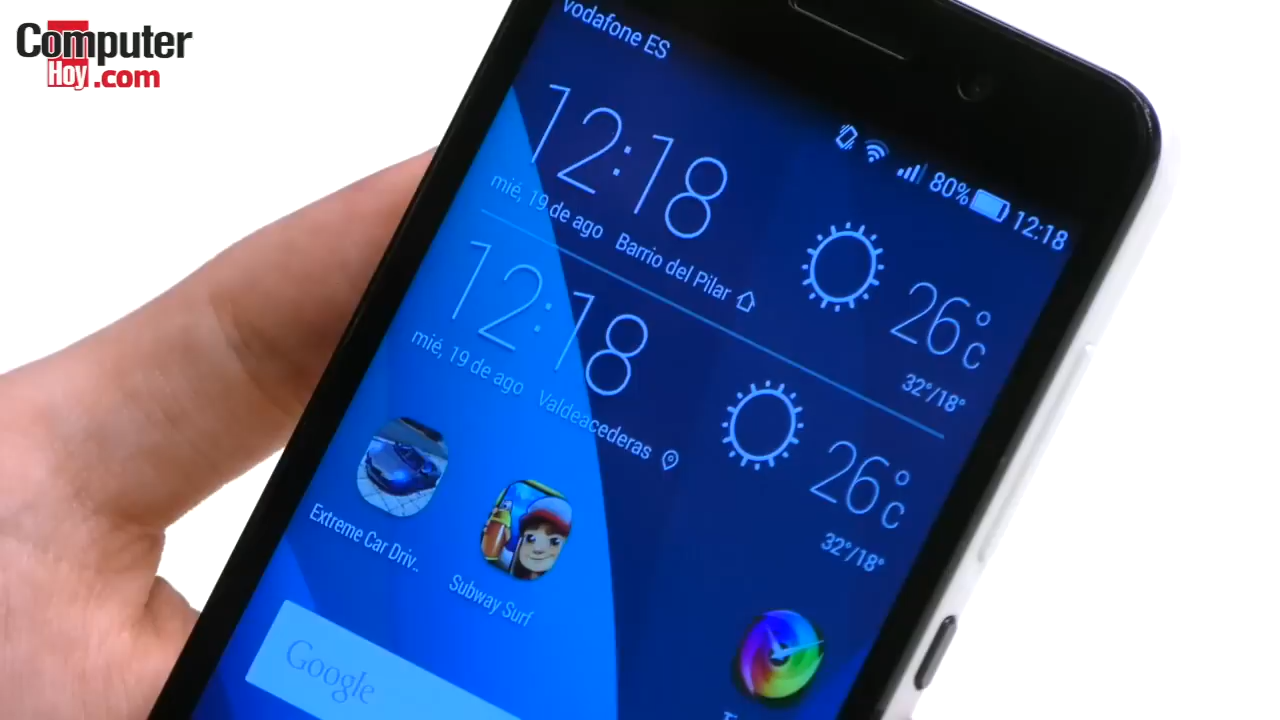 Computer
Hoy.com
vodafone ES
80% 12:18
12:18
mié, 19 de ago Barrio del Pilar
26°c
32°/18°
12:18
mié, 19 de ago Valdeacederas
26°c
32°/18°
Extreme Car Driv..
Subway Surf
Google